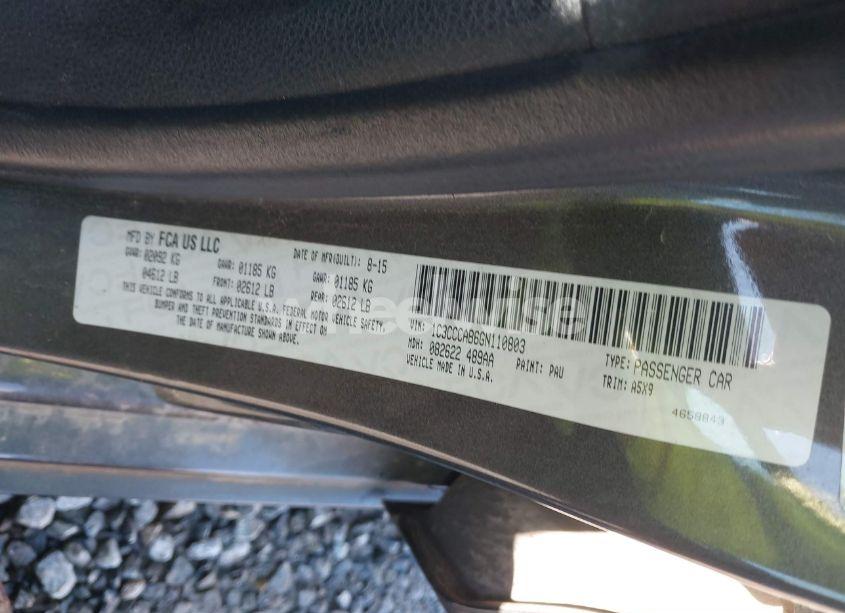 MFD BY FCA US LLC
DATE OF MFR(QUILT): 8-15
GVWR: 02092 KG
04612 LB
GAWR: 01185 KG
FRONT: 02612 LB
GAWR: 01185 KG
REAR: 02612 LB
THIS VEHICLE CONFORMS TO ALL APPLICABLE U.S.A. FEDERAL MOTOR VEHICLE SAFETY,
BUMPER AND THEFT PREVENTION STANDARDS IN EFFECT ON
THE DATE OF MANUFACTURE SHOWN ABOVE.
VIN: 1C3CCCAB6GN110803
MDH: 082622 489AA
PAINT: PAU
VEHICLE MADE IN U.S.A.
TYPE: PASSENGER CAR
TRIM: A5X9
4658843